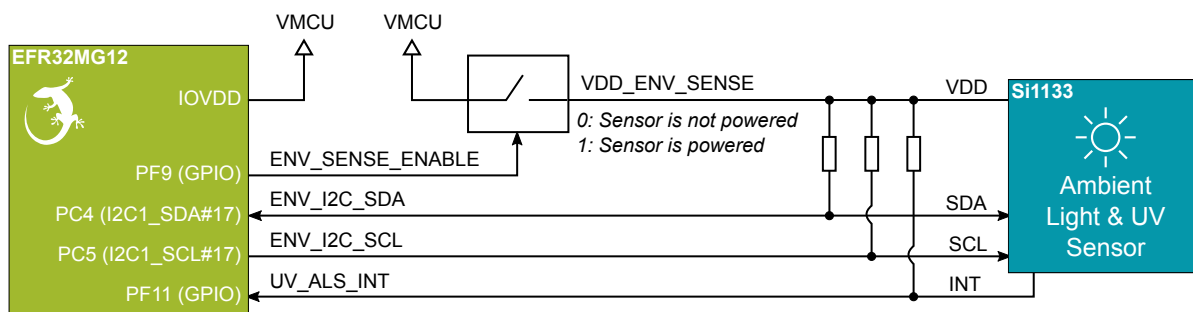 VMCU
VMCU
EFR32MG12
IOVDD
VDD_ENV_SENSE
VDD
Si1133
0: Sensor is not powered
1: Sensor is powered
ENV_SENSE_ENABLE
PF9 (GPIO)
ENV_I2C_SDA
PC4 (I2C1_SDA#17)
SDA
Ambient
Light & UV
Sensor
ENV_I2C_SCL
PC5 (I2C1_SCL#17)
SCL
UV_ALS_INT
PF11 (GPIO)
INT